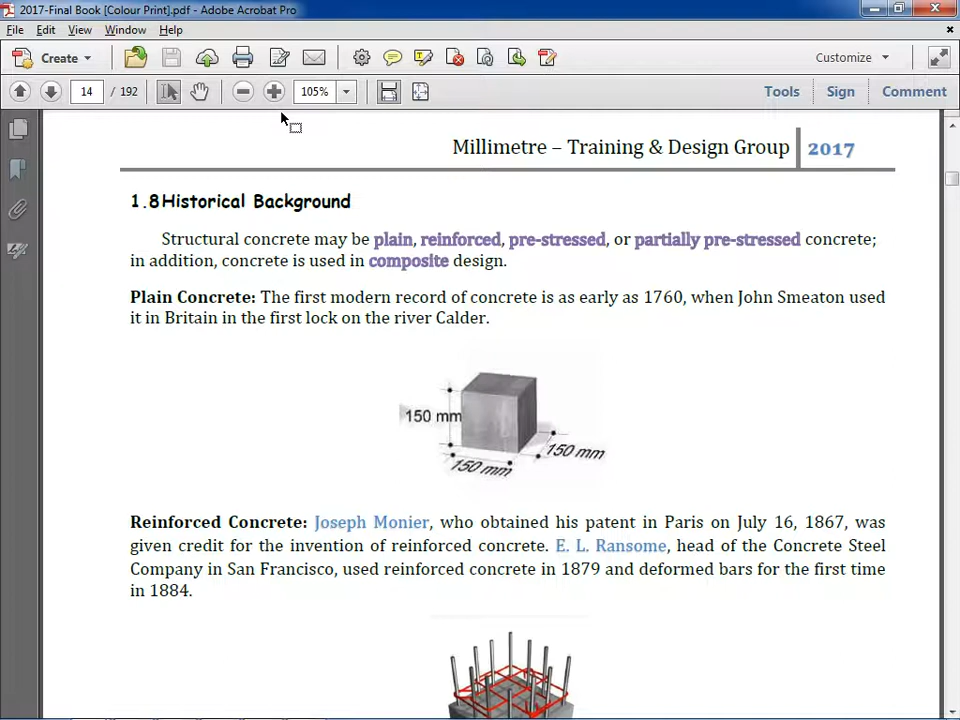 2017-Final Book [Colour Print].pdf - Adobe Acrobat Pro
File Edit View Window Help
Create Customize
14 / 192 105% Tools Sign Comment
Millimetre – Training & Design Group 2017
1.8Historical Background
Structural concrete may be plain, reinforced, pre-stressed, or partially pre-stressed concrete;
in addition, concrete is used in composite design.
Plain Concrete: The first modern record of concrete is as early as 1760, when John Smeaton used
it in Britain in the first lock on the river Calder.
150 mm
150 mm
150 mm
Reinforced Concrete: Joseph Monier, who obtained his patent in Paris on July 16, 1867, was
given credit for the invention of reinforced concrete. E. L. Ransome, head of the Concrete Steel
Company in San Francisco, used reinforced concrete in 1879 and deformed bars for the first time
in 1884.